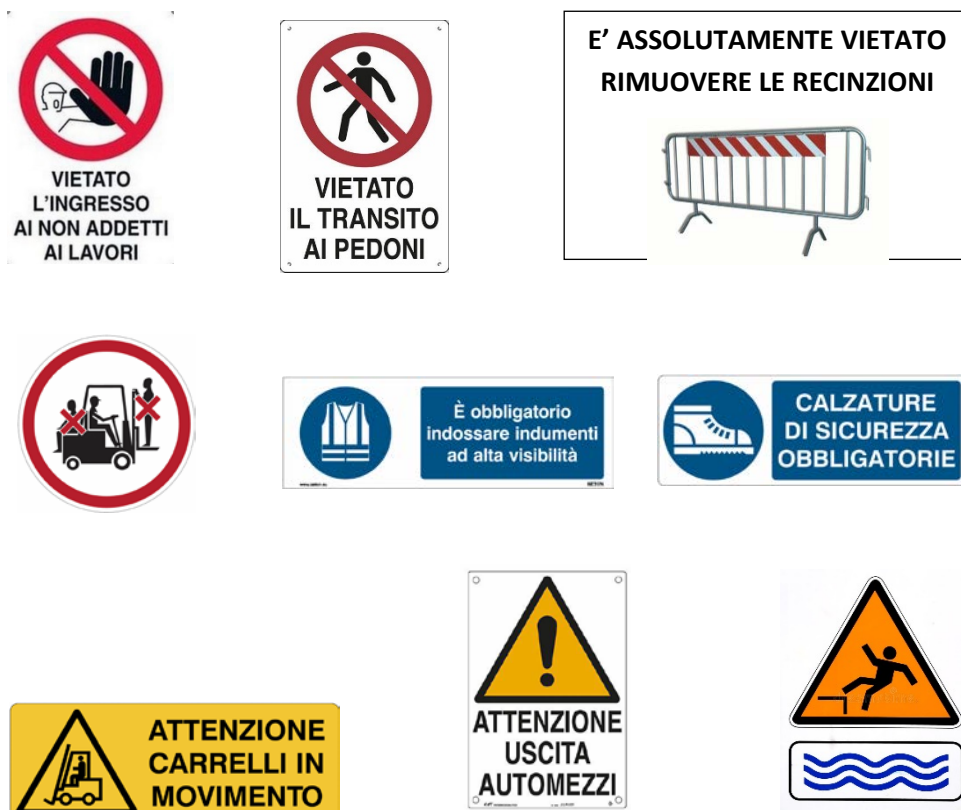 VIETATO
L'INGRESSO
AI NON ADDETTI
AI LAVORI
VIETATO
IL TRANSITO
AI PEDONI
E' ASSOLUTAMENTE VIETATO
RIMUOVERE LE RECINZIONI
È obbligatorio
indossare indumenti
ad alta visibilità
CALZATURE
DI SICUREZZA
OBBLIGATORIE
ATTENZIONE
CARRELLI IN
MOVIMENTO
ATTENZIONE
USCITA
AUTOMEZZI